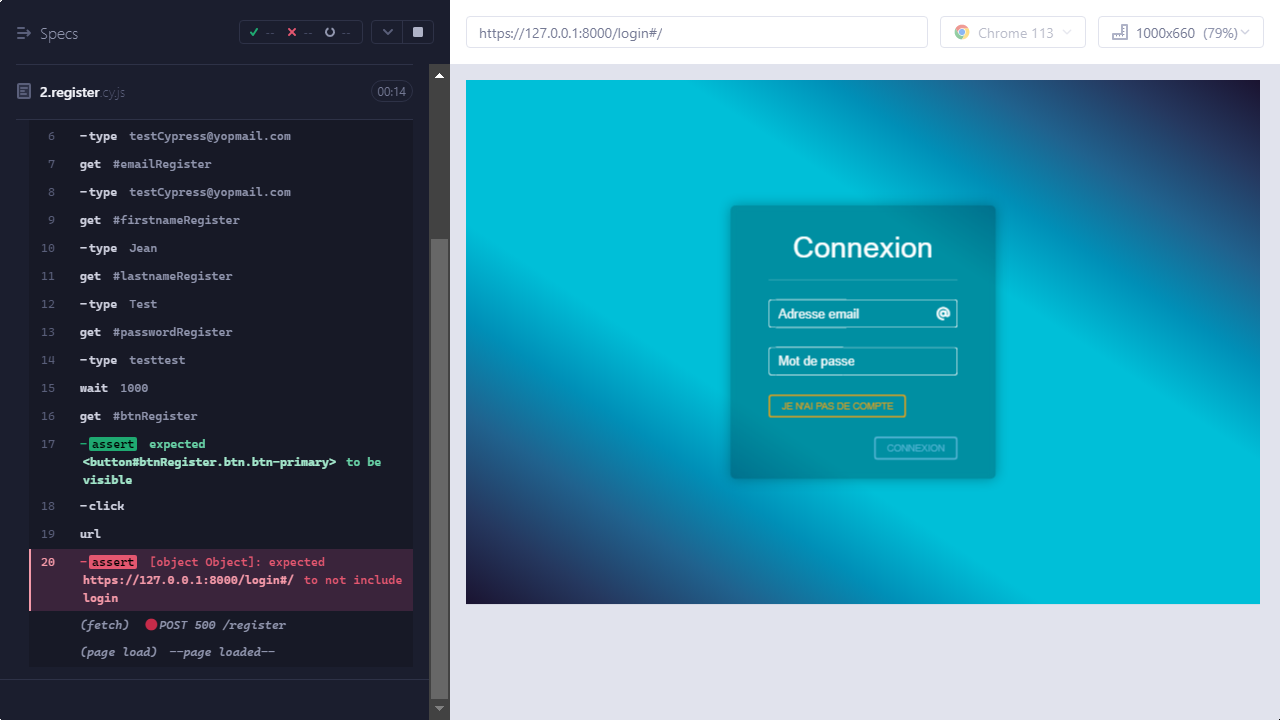 Specs
-- -- --
2.register.cy.js 00:14
6 -type testCypress@yopmail.com
7 get #emailRegister
8 -type testCypress@yopmail.com
9 get #firstnameRegister
10 -type Jean
11 get #lastnameRegister
12 -type Test
13 get #passwordRegister
14 -type testtest
15 wait 1000
16 get #btnRegister
17 -assert expected
<button#btnRegister.btn.btn-primary> to be
visible
18 -click
19 url
20 -assert [object Object]: expected
https://127.0.0.1:8000/login#/ to not include
login
(fetch) POST 500 /register
(page load) --page loaded--
https://127.0.0.1:8000/login#/
Chrome 113
1000x660 (79%)
Connexion
Adresse email @
Mot de passe
JE N'AI PAS DE COMPTE
CONNEXION